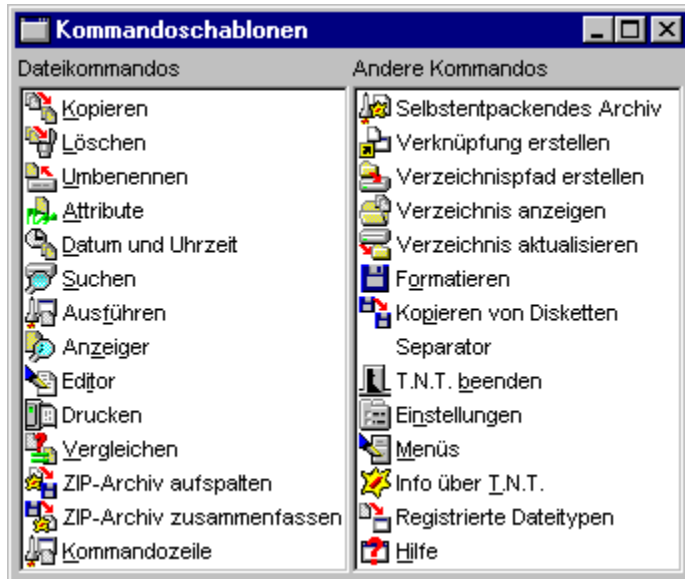 Kommandoschablonen
Dateikommandos
Kopieren
Löschen
Umbenennen
Attribute
Datum und Uhrzeit
Suchen
Ausführen
Anzeiger
Editor
Drucken
Vergleichen
ZIP-Archiv aufspalten
ZIP-Archiv zusammenfassen
Kommandozeile
Andere Kommandos
Selbstentpackendes Archiv
Verknüpfung erstellen
Verzeichnispfad erstellen
Verzeichnis anzeigen
Verzeichnis aktualisieren
Formatieren
Kopieren von Disketten
Separator
T.N.T. beenden
Einstellungen
Menüs
Info über T.N.T.
Registrierte Dateitypen
Hilfe